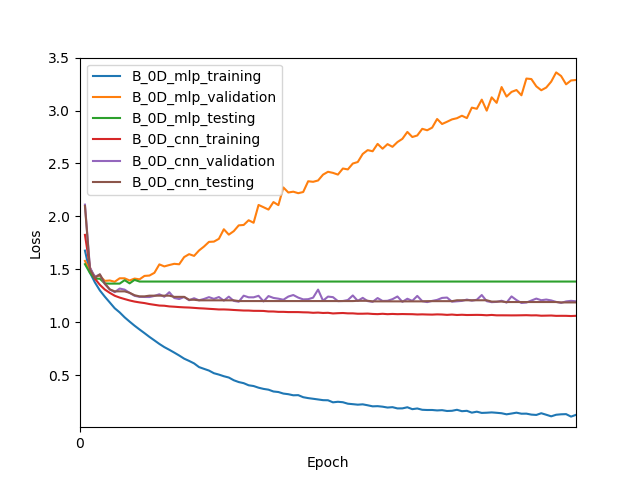 3.5
3.0
2.5
2.0
1.5
1.0
0.5
0
Loss
Epoch
B_0D_mlp_training
B_0D_mlp_validation
B_0D_mlp_testing
B_0D_cnn_training
B_0D_cnn_validation
B_0D_cnn_testing